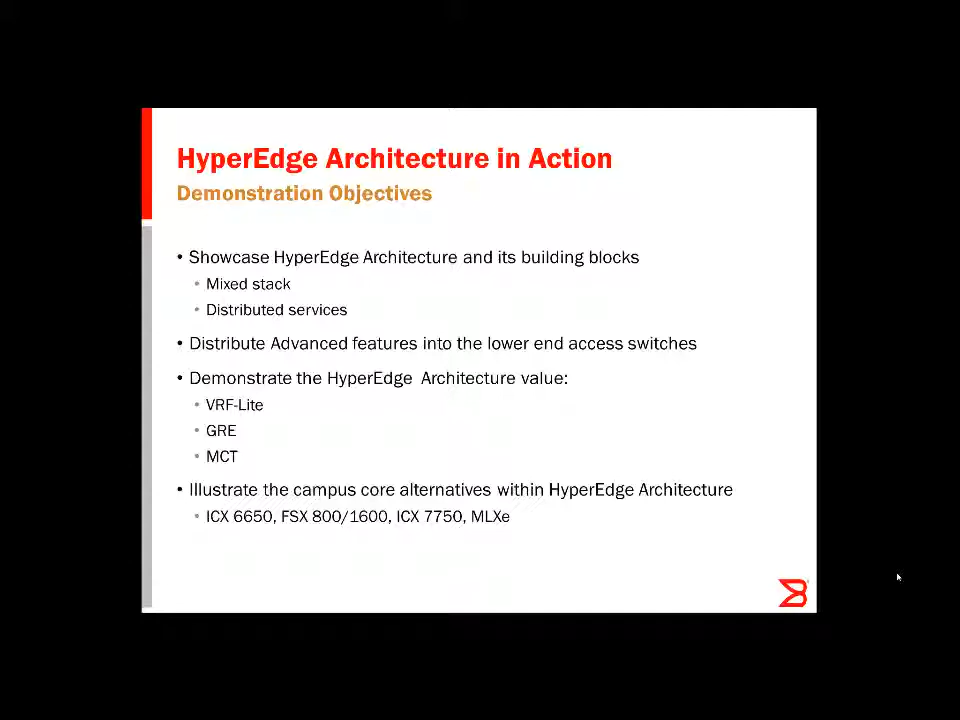 HyperEdge Architecture in Action
Demonstration Objectives
• Showcase HyperEdge Architecture and its building blocks
• Mixed stack
• Distributed services
• Distribute Advanced features into the lower end access switches
• Demonstrate the HyperEdge Architecture value:
• VRF-Lite
• GRE
• MCT
• Illustrate the campus core alternatives within HyperEdge Architecture
• ICX 6650, FSX 800/1600, ICX 7750, MLXe